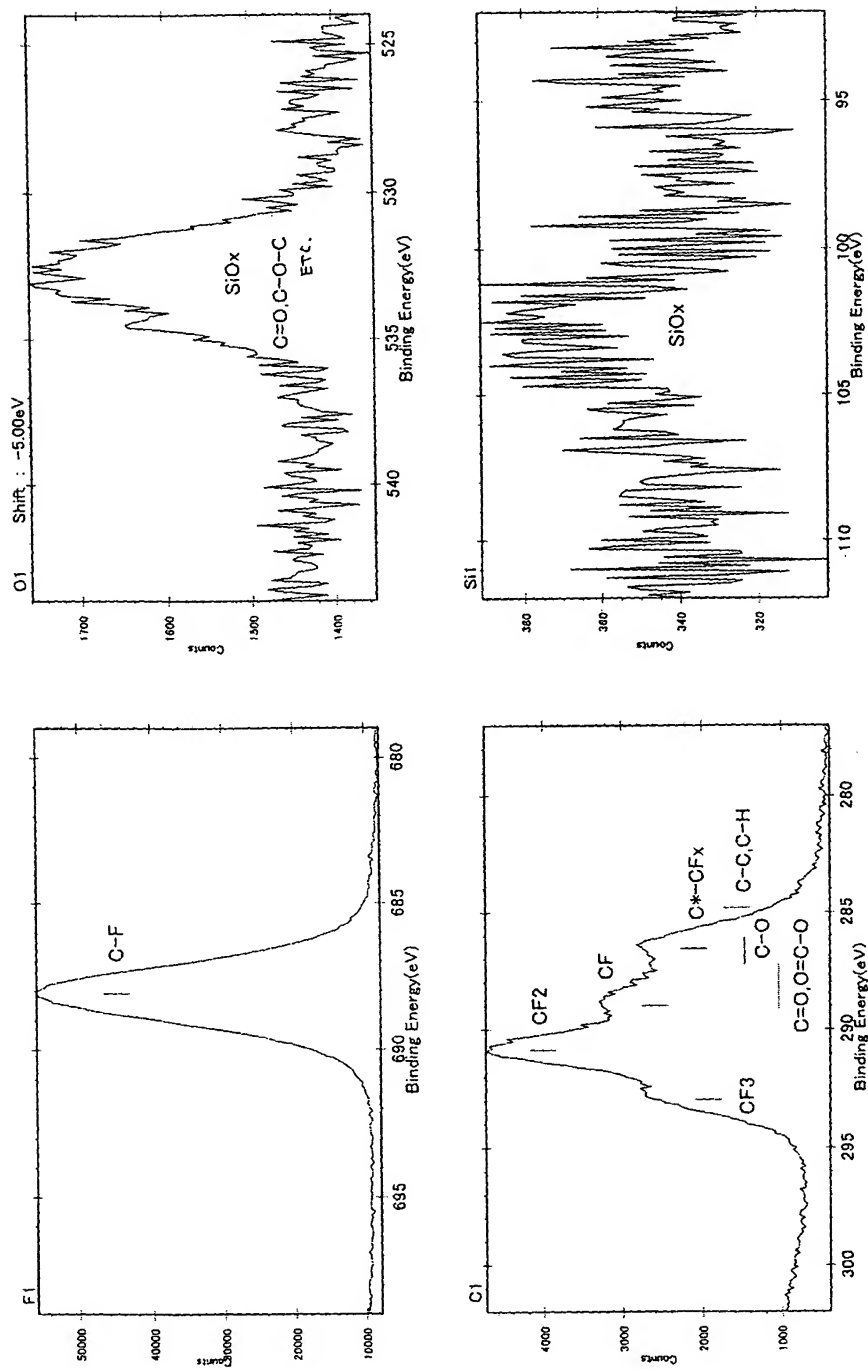 F1
50000
40000
30000
20000
10000
Counts
C-F
695
690
685
680
Binding Energy(eV)
O1 Shift : -5.00eV
1700
1600
1500
1400
Counts
SiOx
C=O,C-O-C
ETC.
540
535
530
525
Binding Energy(eV)
C1
4000
3000
2000
1000
Counts
CF2
CF
CF3
C*-CFx
C-C,C-H
C-O
C=O,O=C-O
300
295
290
285
280
Binding Energy(eV)
Si1
380
360
340
320
Counts
SiOx
110
105
100
95
Binding Energy(eV)